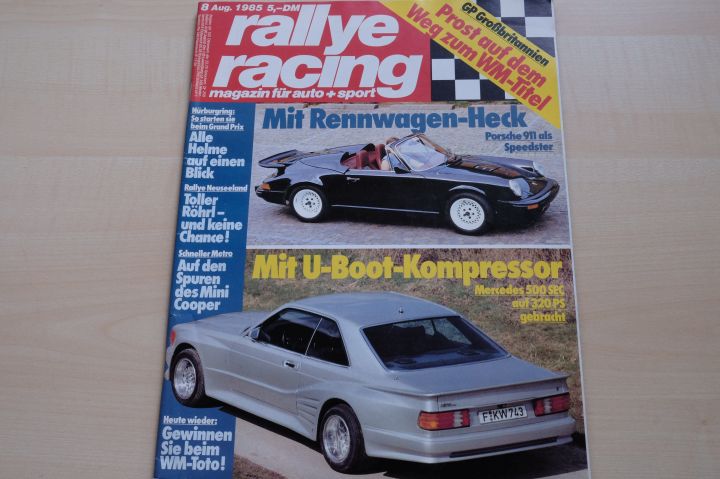 8 Aug. 1985 5,–DM
rallye
racing
magazin für auto + sport
GP Großbritannien
Prost auf dem
Weg zum WM-Titel
Nürburgring:
So starten sie
beim Grand Prix
Alle
Helme
auf einen
Blick
Rallye Neuseeland
Toller
Röhrl –
und keine
Chance!
Schneller Metro
Auf den
Spuren
des Mini
Cooper
Heute wieder:
Gewinnen
Sie beim
WM-Toto!
Mit Rennwagen-Heck
Porsche 911 als
Speedster
Mit U-Boot-Kompressor
Mercedes 500 SEC
auf 320 PS
gebracht
F-KW 743